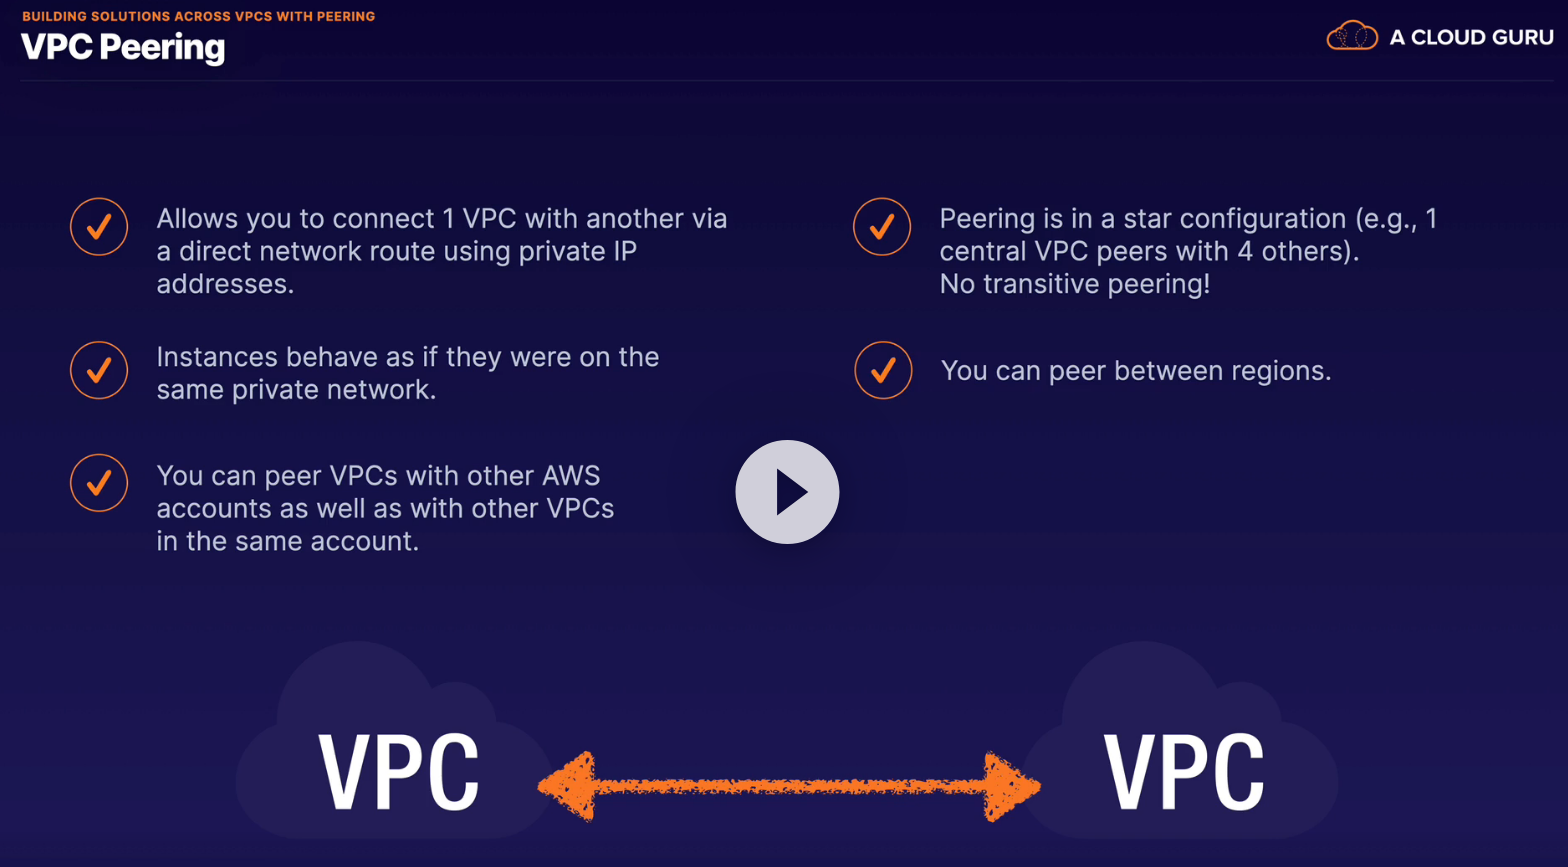 BUILDING SOLUTIONS ACROSS VPCS WITH PEERING
VPC Peering
A CLOUD GURU
Allows you to connect 1 VPC with another via
a direct network route using private IP
addresses.
Instances behave as if they were on the
same private network.
You can peer VPCs with other AWS
accounts as well as with other VPCs
in the same account.
Peering is in a star configuration (e.g., 1
central VPC peers with 4 others).
No transitive peering!
You can peer between regions.
VPC
VPC